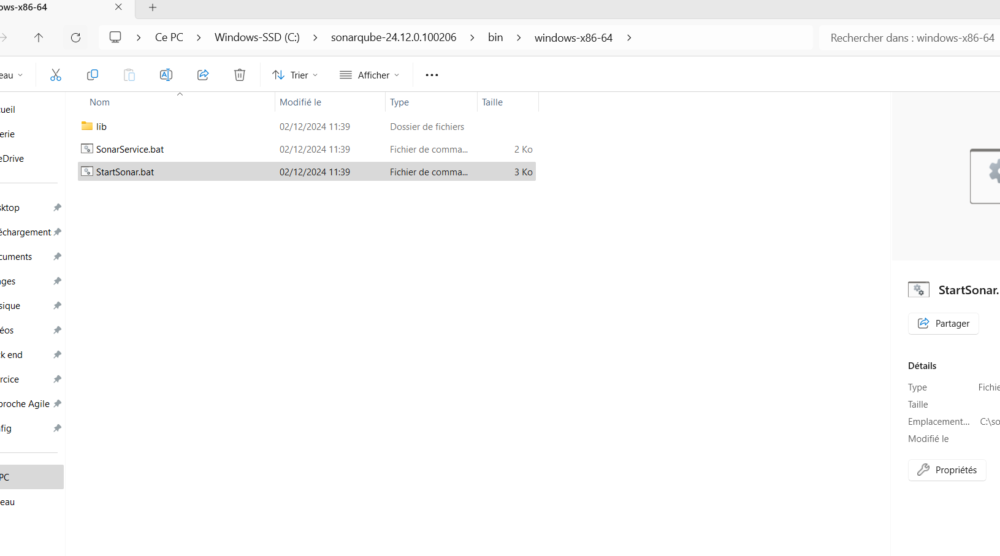 ows-x86-64
Ce PC > Windows-SSD (C:) > sonarqube-24.12.0.100206 > bin > windows-x86-64 >
Rechercher dans : windows-x86-64
eau
Trier
Afficher
Nom
Modifié le
Type
Taille
lib 02/12/2024 11:39 Dossier de fichiers
SonarService.bat 02/12/2024 11:39 Fichier de comma... 2 Ko
StartSonar.bat 02/12/2024 11:39 Fichier de comma... 3 Ko
ueil
erie
eDrive
sktop
échargement
cuments
ages
sique
éos
ck end
rcice
proche Agile
nfig
PC
eau
StartSonar.
Partager
Détails
Type Fichie
Taille
Emplacement... C:\so
Modifié le
Propriétés